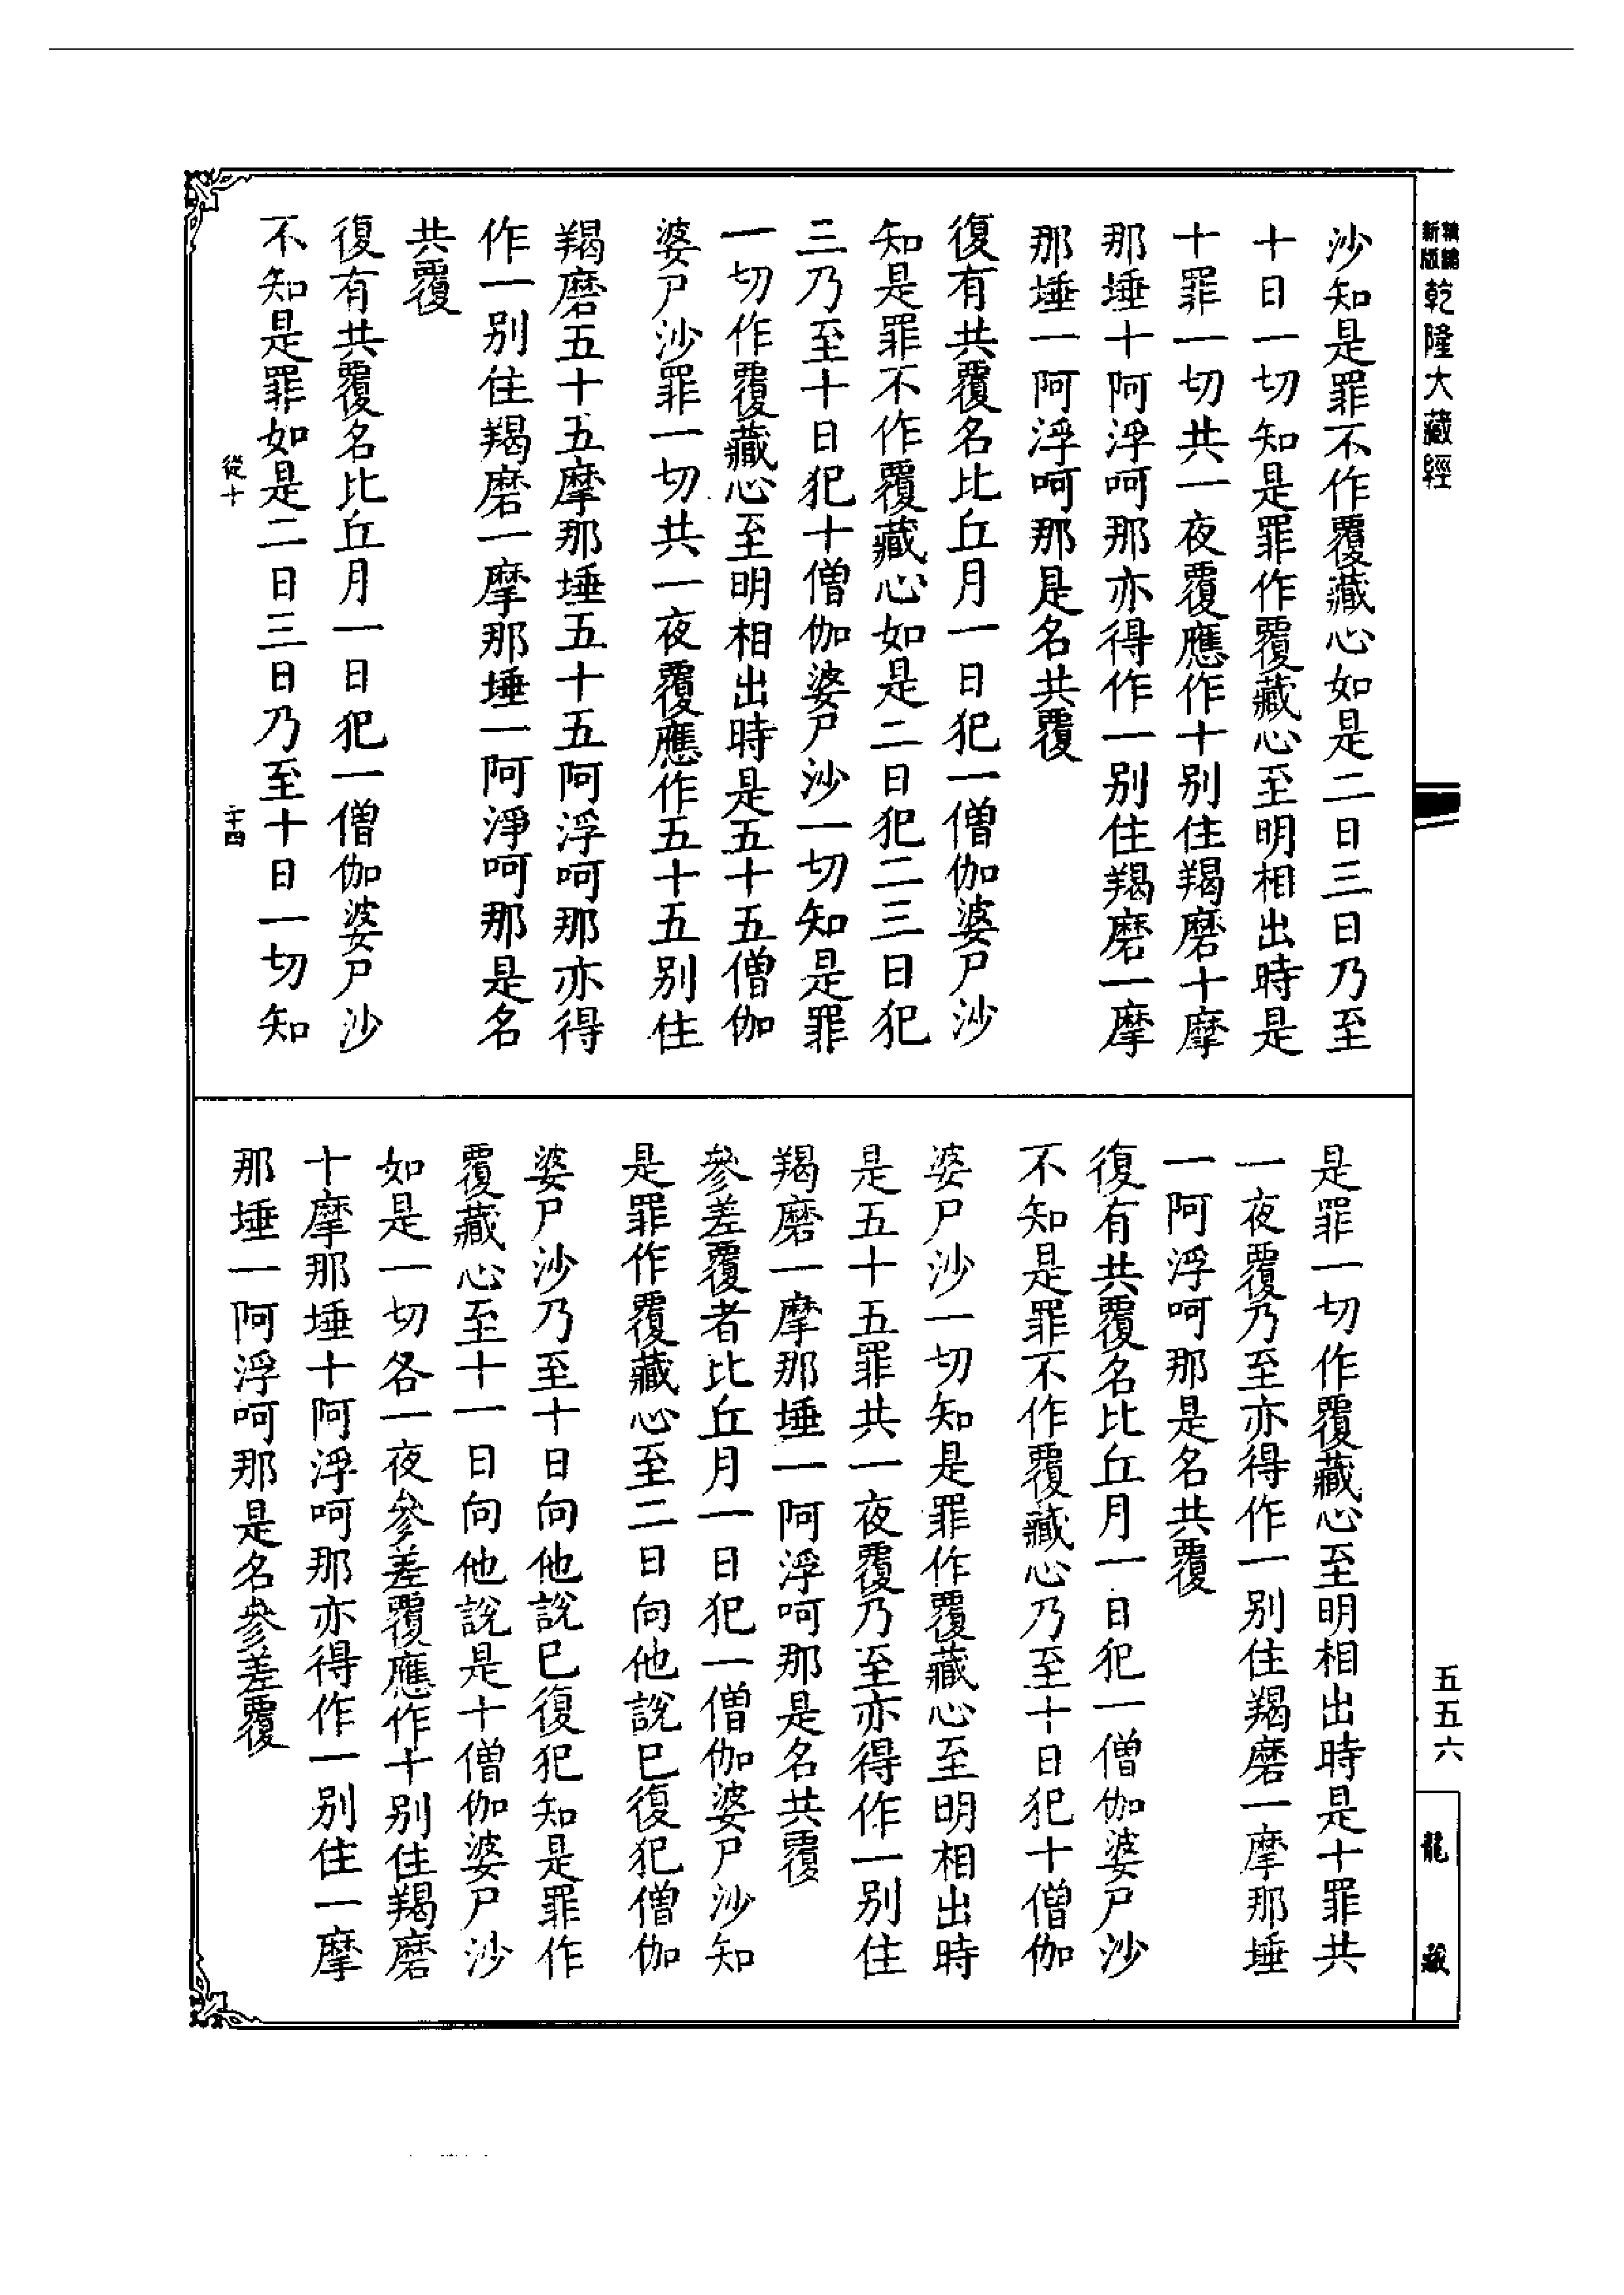 新編
新版
乾隆大藏經
沙知是罪不作覆藏心如是二日三日乃至
十日一切知是罪作覆藏心至明相出時是
十罪一切共一夜覆應作十別住羯磨十摩
那埵十阿浮呵那亦得作一別住羯磨一摩
那埵一阿浮呵那是名共覆
復有共覆名比丘月一日犯一僧伽婆尸沙
知是罪不作覆藏心如是二日犯二三日犯
三乃至十日犯十僧伽婆尸沙一切知是罪
一切作覆藏心至明相出時是五十五僧伽
婆尸沙罪一切共一夜覆應作五十五別住
羯磨五十五摩那埵五十五阿浮呵那亦得
作一別住羯磨一摩那埵一阿淨呵那是名
共覆
復有共覆名比丘月一日犯一僧伽婆尸沙
不知是罪如是二日三日乃至十日一切知
從十
二十四
是罪一切作覆藏心至明相出時是十罪共
一夜覆乃至亦得作一別住羯磨一摩那埵
一阿浮呵那是名共覆
復有共覆名比丘月一日犯一僧伽婆尸沙
不知是罪不作覆藏心乃至十日犯十僧伽
婆尸沙一切知是罪作覆藏心至明相出時
是五十五罪共一夜覆乃至亦得作一別住
羯磨一摩那埵一阿浮呵那是名共覆
參差覆者比丘月一日犯一僧伽婆尸沙知
是罪作覆藏心至二日向他說已復犯僧伽
婆尸沙乃至十日向他說已復犯知是罪作
覆藏心至十一日向他說是十僧伽婆尸沙
如是一切各一夜參差覆應作十別住羯磨
十摩那埵十阿浮呵那亦得作一別住一摩
那埵一阿浮呵那是名參差覆
五五六
龍藏